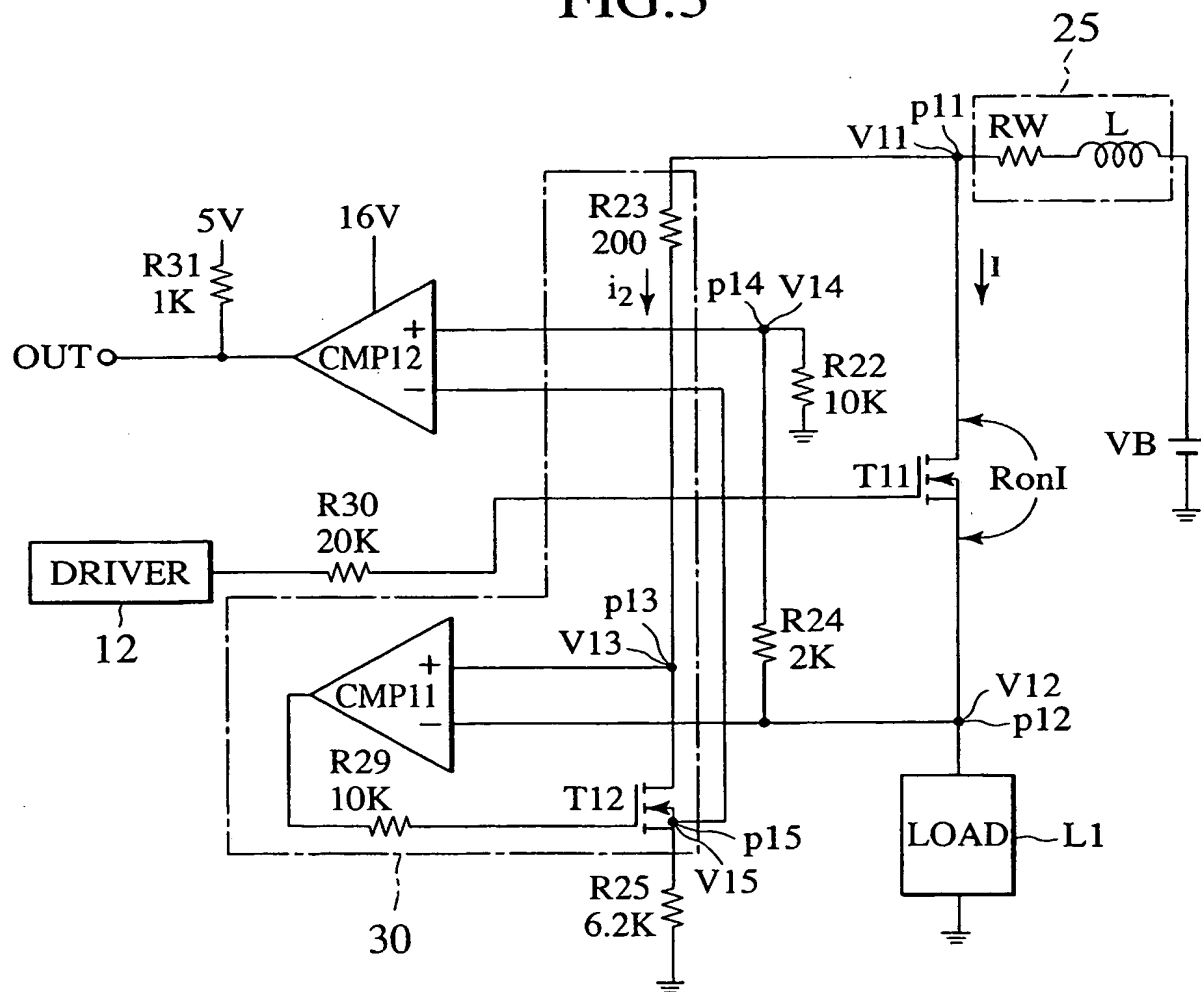 FIG.5
25
p11
V11
RW
L
R23
200
5V
16V
R31
1K
i2
p14
V14
I
OUT
CMP12
+
−
R22
10K
VB
T11
RonI
R30
20K
DRIVER
12
p13
V13
R24
2K
CMP11
+
−
V12
p12
R29
10K
T12
p15
V15
LOAD
L1
R25
6.2K
30